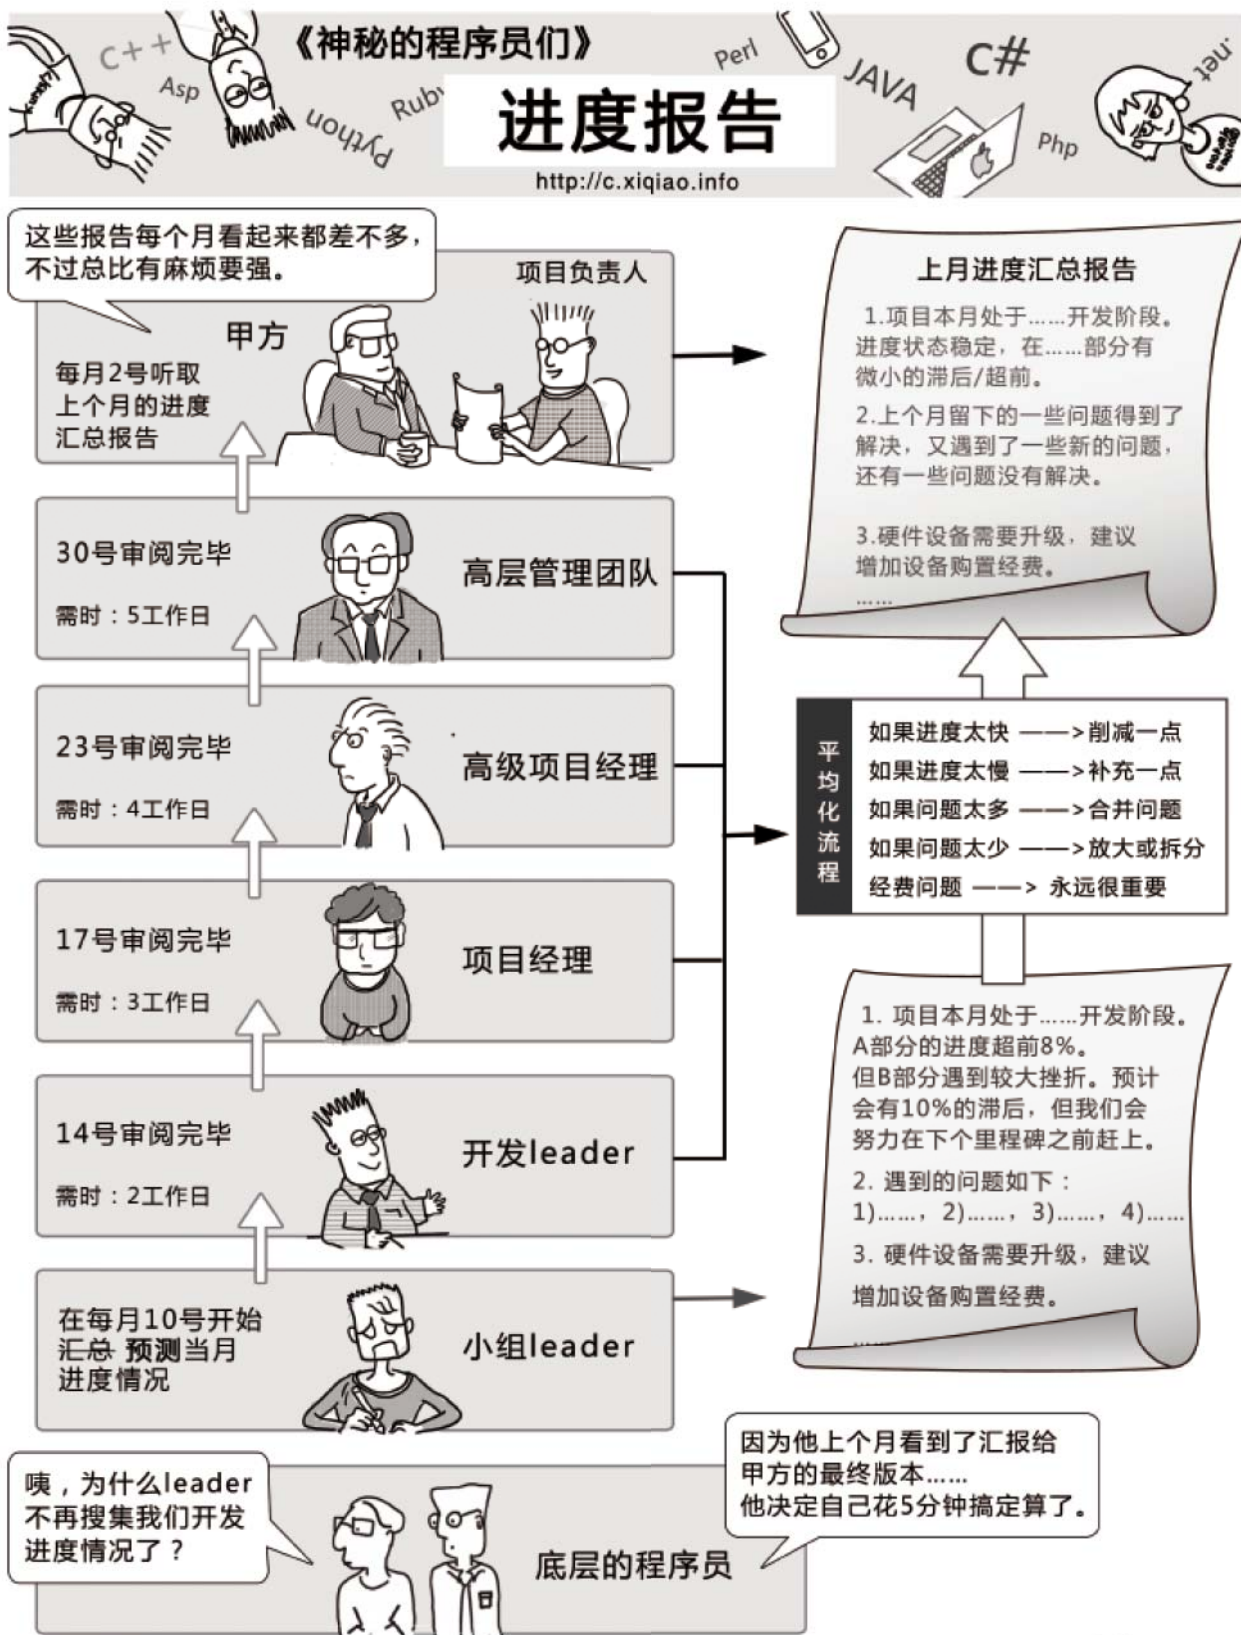 《神秘的程序员们》
进度报告
http://c.xiqiao.info
C++
Asp
Python
Ruby
Perl
JAVA
C#
Php
.net
这些报告每个月看起来都差不多，
不过总比有麻烦要强。
项目负责人
甲方
每月2号听取
上个月的进度
汇总报告
上月进度汇总报告
1.项目本月处于……开发阶段。
进度状态稳定，在……部分有
微小的滞后/超前。
2.上个月留下的一些问题得到了
解决，又遇到了一些新的问题，
还有一些问题没有解决。
3.硬件设备需要升级，建议
增加设备购置经费。
……
30号审阅完毕
需时：5工作日
高层管理团队
23号审阅完毕
需时：4工作日
高级项目经理
17号审阅完毕
需时：3工作日
项目经理
14号审阅完毕
需时：2工作日
开发leader
平均化流程
如果进度太快 ——>削减一点
如果进度太慢 ——>补充一点
如果问题太多 ——>合并问题
如果问题太少 ——>放大或拆分
经费问题 ——> 永远很重要
在每月10号开始
汇总 预测当月
进度情况
小组leader
1. 项目本月处于……开发阶段。
A部分的进度超前8%。
但B部分遇到较大挫折。预计
会有10%的滞后，但我们会
努力在下个里程碑之前赶上。
2. 遇到的问题如下：
1)……，2)……，3)……，4)……
3. 硬件设备需要升级，建议
增加设备购置经费。
……
咦，为什么leader
不再搜集我们开发
进度情况了？
底层的程序员
因为他上个月看到了汇报给
甲方的最终版本……
他决定自己花5分钟搞定算了。